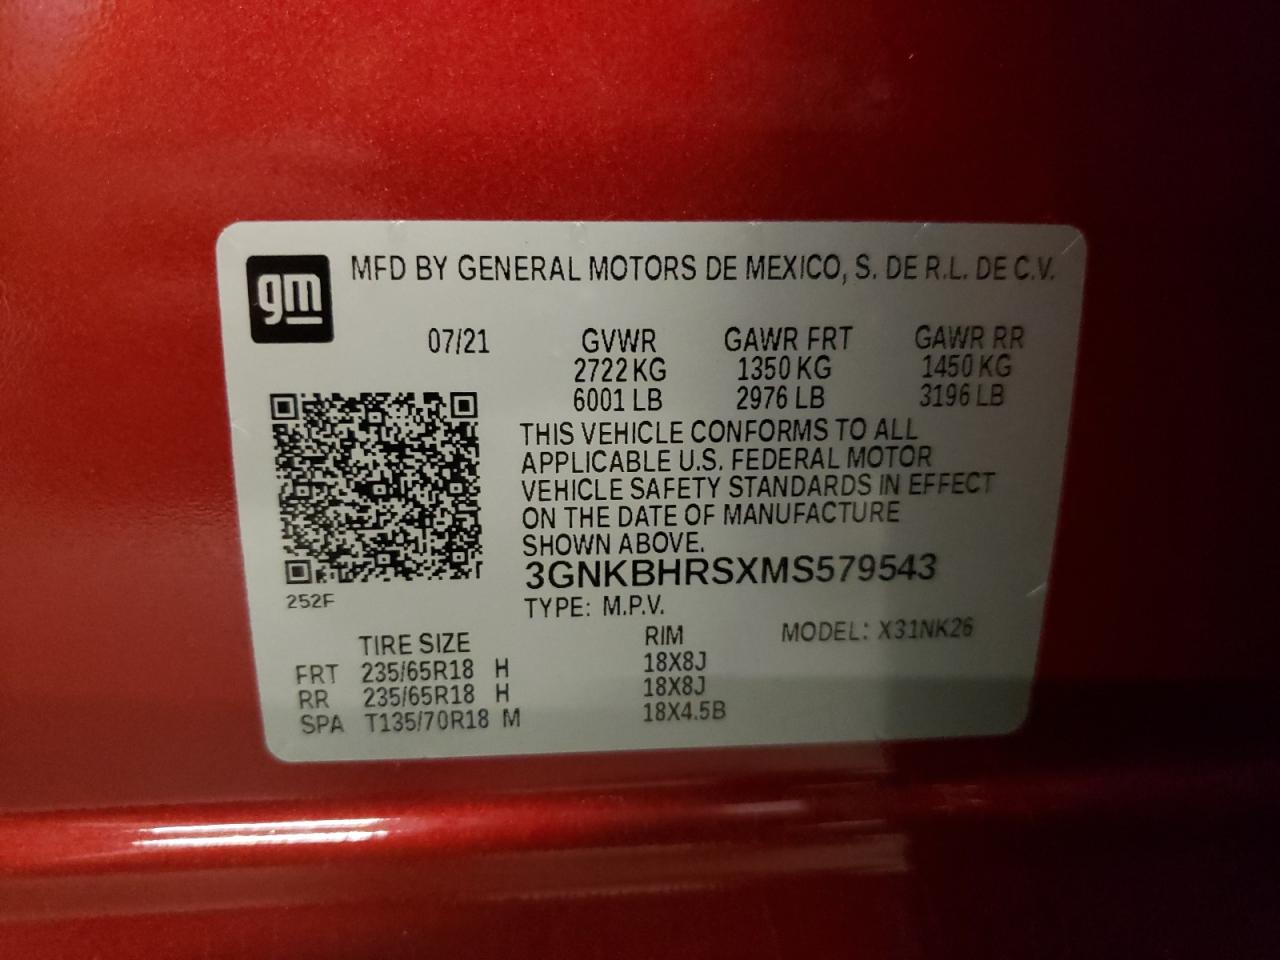 gm
MFD BY GENERAL MOTORS DE MEXICO, S. DE R.L. DE C.V.
07/21 GVWR GAWR FRT GAWR RR
2722 KG 1350 KG 1450 KG
6001 LB 2976 LB 3196 LB
THIS VEHICLE CONFORMS TO ALL
APPLICABLE U.S. FEDERAL MOTOR
VEHICLE SAFETY STANDARDS IN EFFECT
ON THE DATE OF MANUFACTURE
SHOWN ABOVE.
3GNKBHRSXMS579543
252F
TYPE: M.P.V.
TIRE SIZE RIM MODEL: X31NK26
FRT 235/65R18 H 18X8J
RR 235/65R18 H 18X8J
SPA T135/70R18 M 18X4.5B